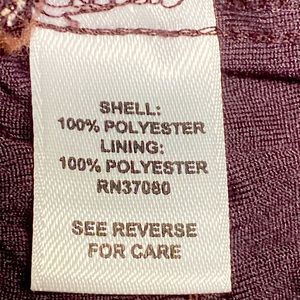 SHELL:
100% POLYESTER
LINING:
100% POLYESTER
RN37080
SEE REVERSE
FOR CARE